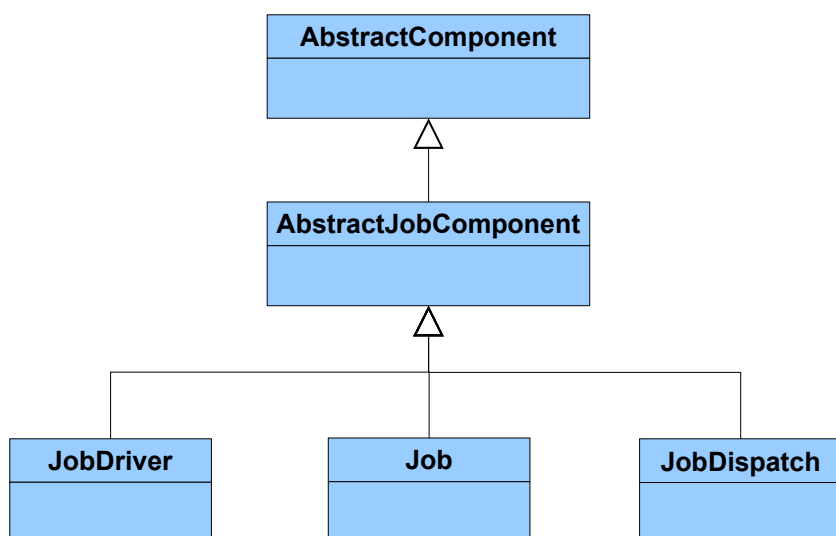 AbstractComponent
AbstractJobComponent
JobDriver
Job
JobDispatch